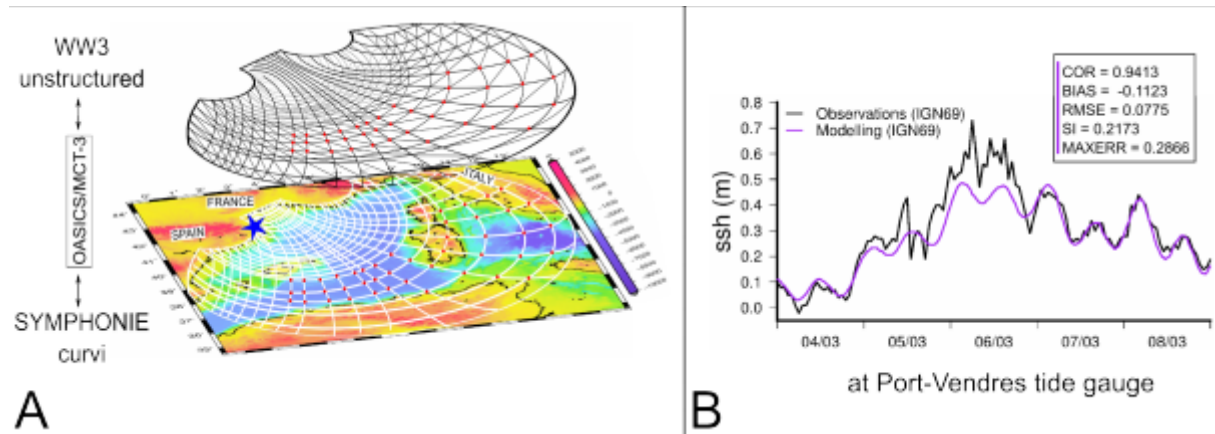 WW3
unstructured
OASICS/MCT-3
SYMPHONIE
curvi
FRANCE
ITALY
SPAIN
A
COR = 0.9413
BIAS = -0.1123
RMSE = 0.0775
SI = 0.2173
MAXERR = 0.2866
Observations (IGN69)
Modelling (IGN69)
ssh (m)
0.8
0.7
0.6
0.5
0.4
0.3
0.2
0.1
0.0
04/03 05/03 06/03 07/03 08/03
at Port-Vendres tide gauge
B